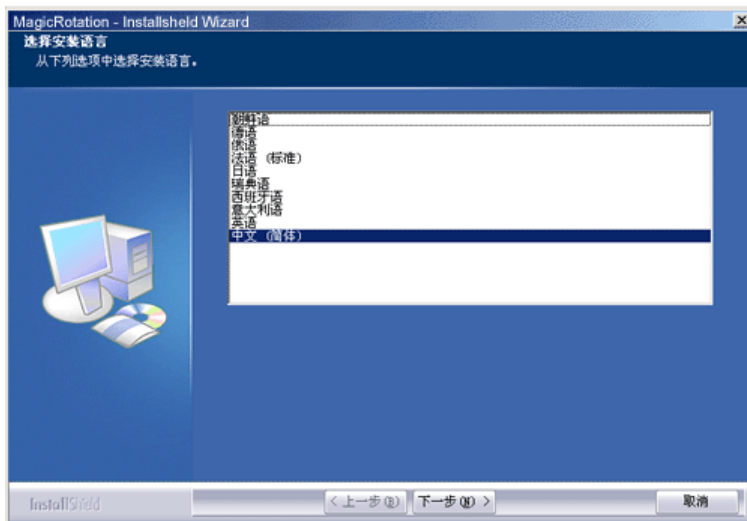 MagicRotation - Installsheld Wizard
选择安装语言
从下列选项中选择安装语言。
朝鲜语
德语
俄语
法语 (标准)
日语
瑞典语
西班牙语
意大利语
英语
中文 (简体)
InstallShield
< 上一步(B) 下一步(N) > 取消